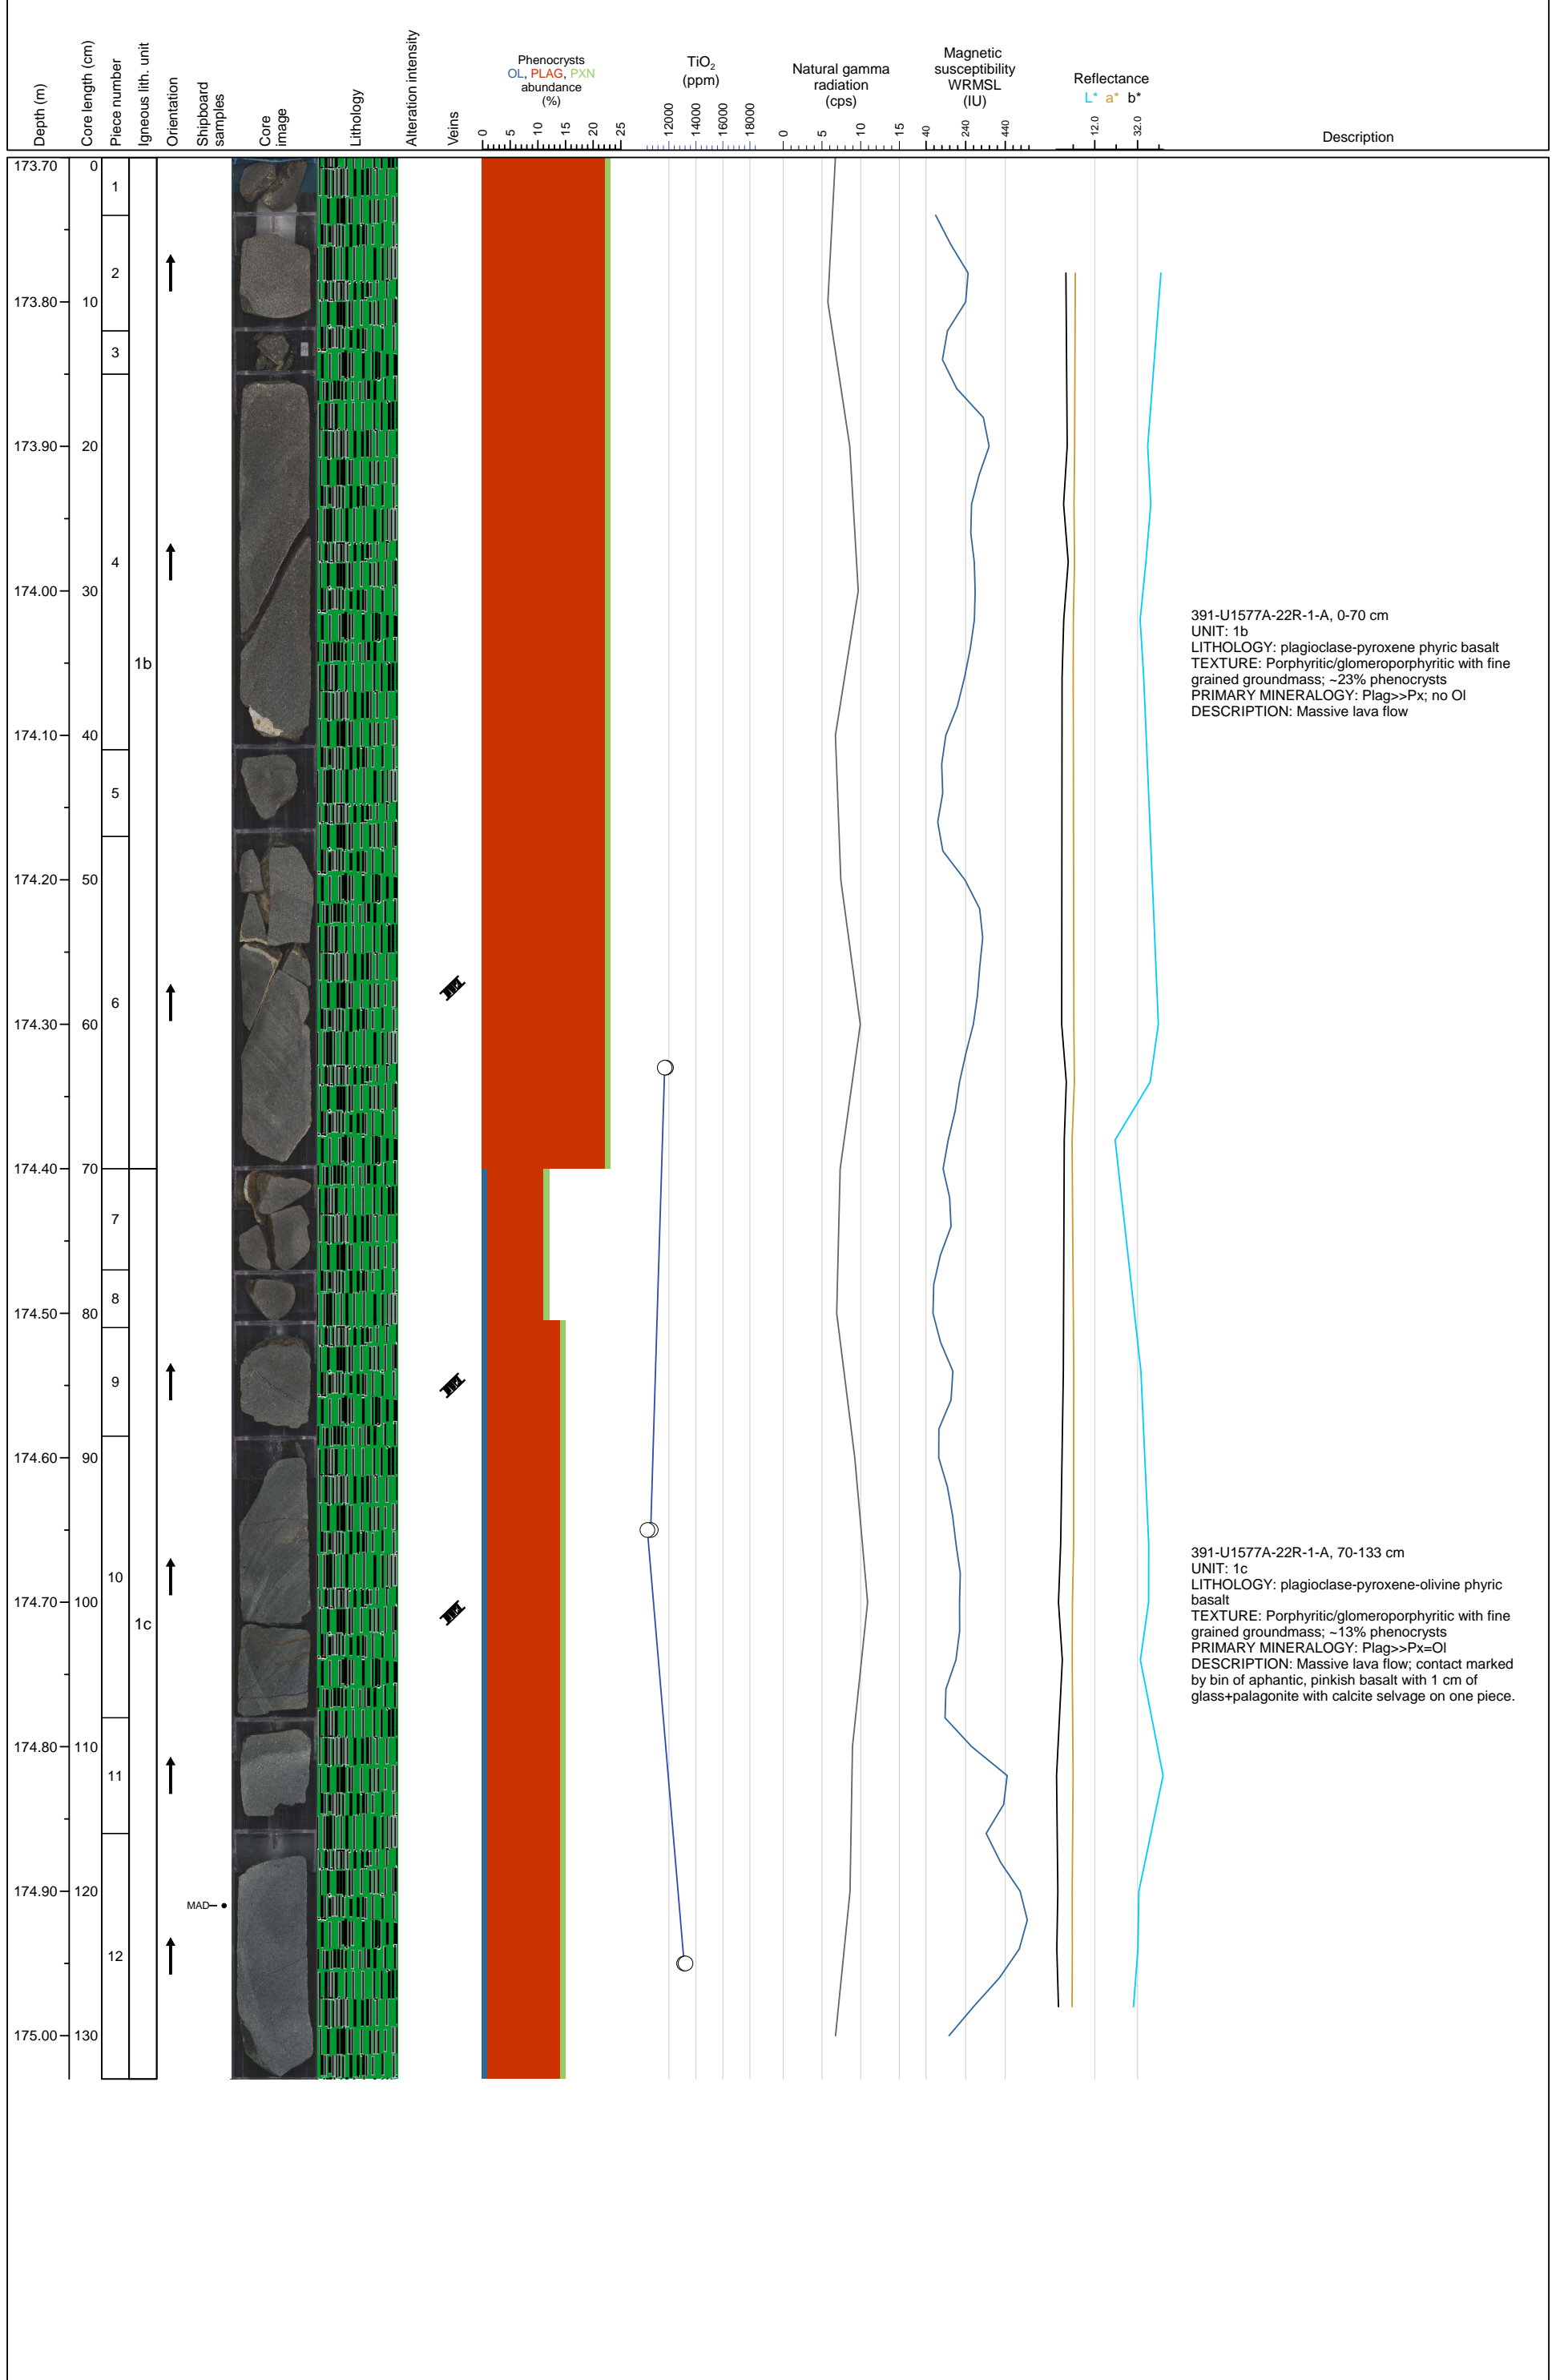 Depth (m)
Core length (cm)
Piece number
Igneous lith. unit
Orientation
Shipboard
samples
Core
image
Lithology
Alteration intensity
Veins
Phenocrysts
OL, PLAG, PXN
abundance
(%)
0 5 10 15 20 25
TiO2
(ppm)
12000 14000 16000 18000
Natural gamma
radiation
(cps)
0 5 10 15
Magnetic
susceptibility
WRMSL
(IU)
40 240 440
Reflectance
L* a* b*
12.0 32.0
Description
173.70 0
1
2
173.80 10
3
173.90 20
4
174.00 30
1b
174.10 40
5
174.20 50
6
174.30 60
174.40 70
7
8
174.50 80
9
174.60 90
10
174.70 100
1c
174.80 110
11
174.90 120
MAD
12
175.00 130
391-U1577A-22R-1-A, 0-70 cm
UNIT: 1b
LITHOLOGY: plagioclase-pyroxene phyric basalt
TEXTURE: Porphyritic/glomeroporphyritic with fine
grained groundmass; ~23% phenocrysts
PRIMARY MINERALOGY: Plag>>Px; no Ol
DESCRIPTION: Massive lava flow
391-U1577A-22R-1-A, 70-133 cm
UNIT: 1c
LITHOLOGY: plagioclase-pyroxene-olivine phyric
basalt
TEXTURE: Porphyritic/glomeroporphyritic with fine
grained groundmass; ~13% phenocrysts
PRIMARY MINERALOGY: Plag>>Px=Ol
DESCRIPTION: Massive lava flow; contact marked
by bin of aphantic, pinkish basalt with 1 cm of
glass+palagonite with calcite selvage on one piece.